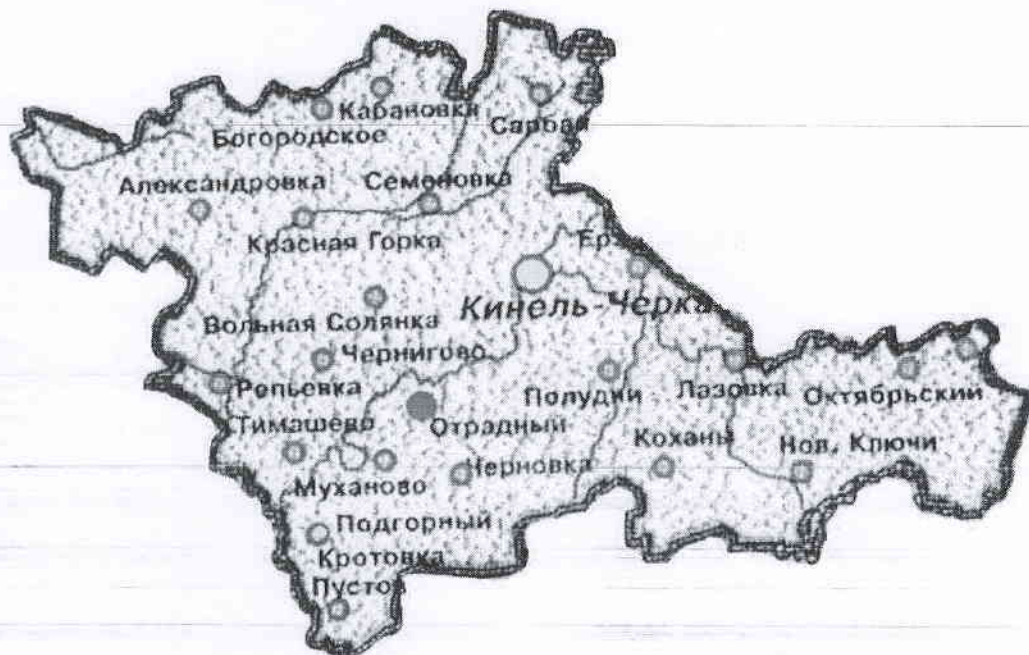 Кабановка
Богородское
Сарбай
Александровка
Семеновка
Красная Горка
Кинель-Черка
Вольная Солянка
Чернигово
Репьевка
Полудни
Лазовка
Октябрьский
Тимашево
Отрадный
Коханы
Нов. Ключи
Черновка
Муханово
Подгорный
Кротовка